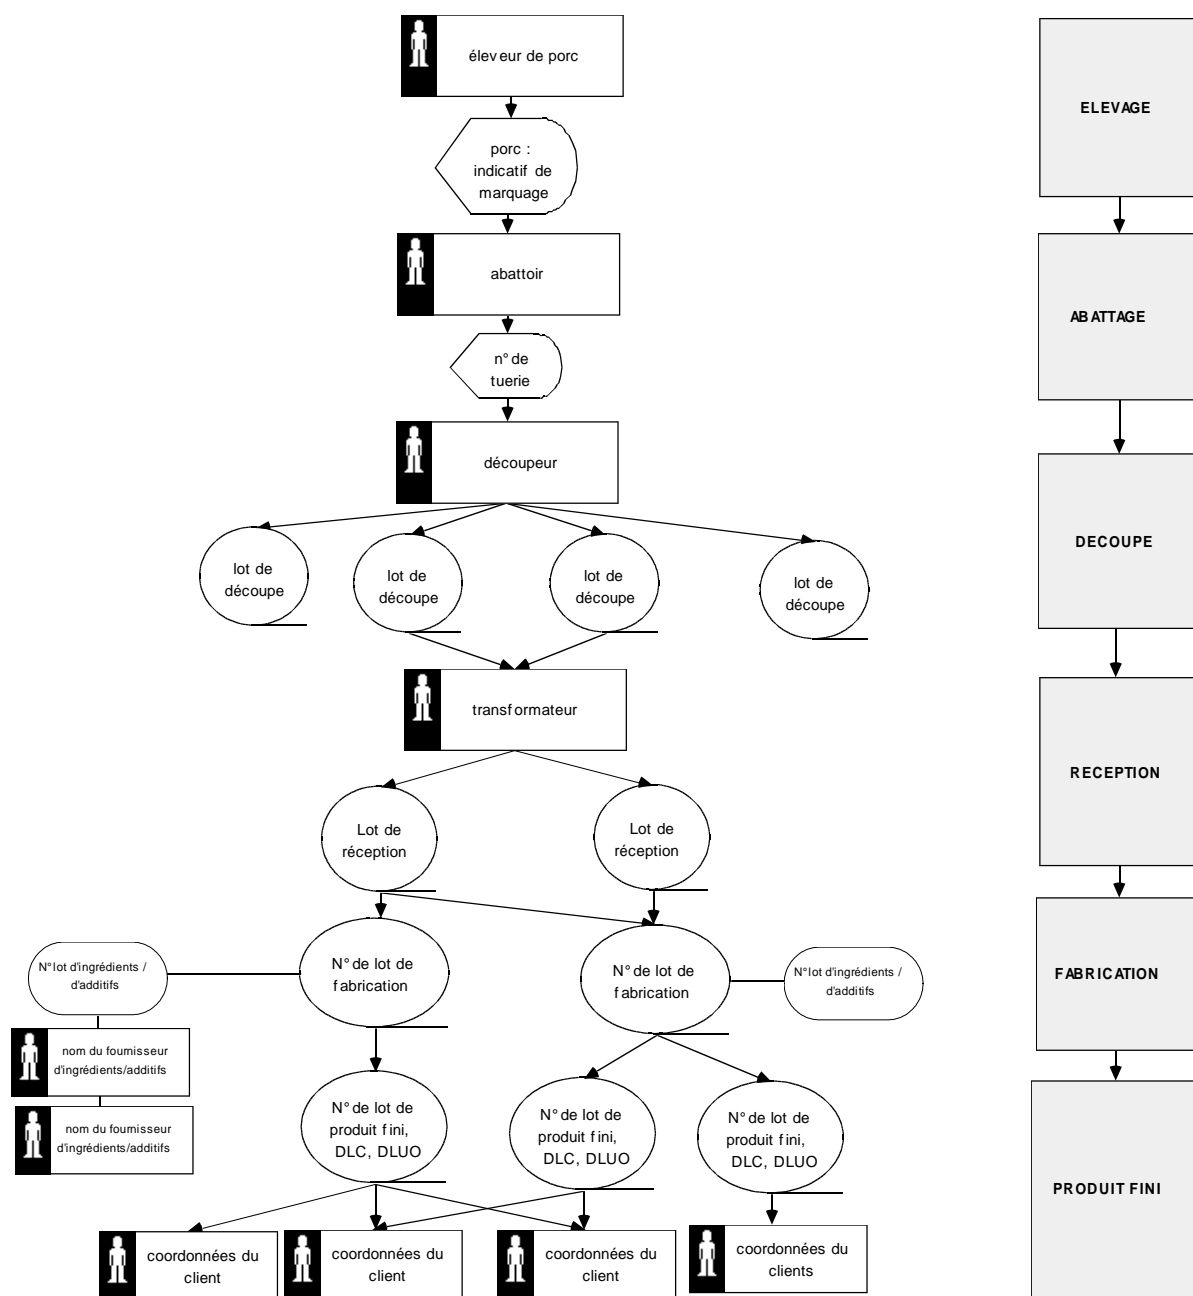 éleveur de porc
ELEVAGE
porc :
indicatif de
marquage
abattoir
ABATTAGE
n° de
tuerie
découpeur
DECOUPE
lot de
découpe
lot de
découpe
lot de
découpe
lot de
découpe
transformateur
RECEPTION
Lot de
réception
Lot de
réception
N° lot d'ingrédients /
d'additifs
N° de lot de
fabrication
N° de lot de
fabrication
N° lot d'ingrédients /
d'additifs
FABRICATION
nom du fournisseur
d'ingrédients/additifs
nom du fournisseur
d'ingrédients/additifs
N° de lot de
produit fini,
DLC, DLUO
N° de lot de
produit fini,
DLC, DLUO
N° de lot de
produit fini,
DLC, DLUO
PRODUIT FINI
coordonnées du
client
coordonnées du
client
coordonnées du
client
coordonnées du
clients